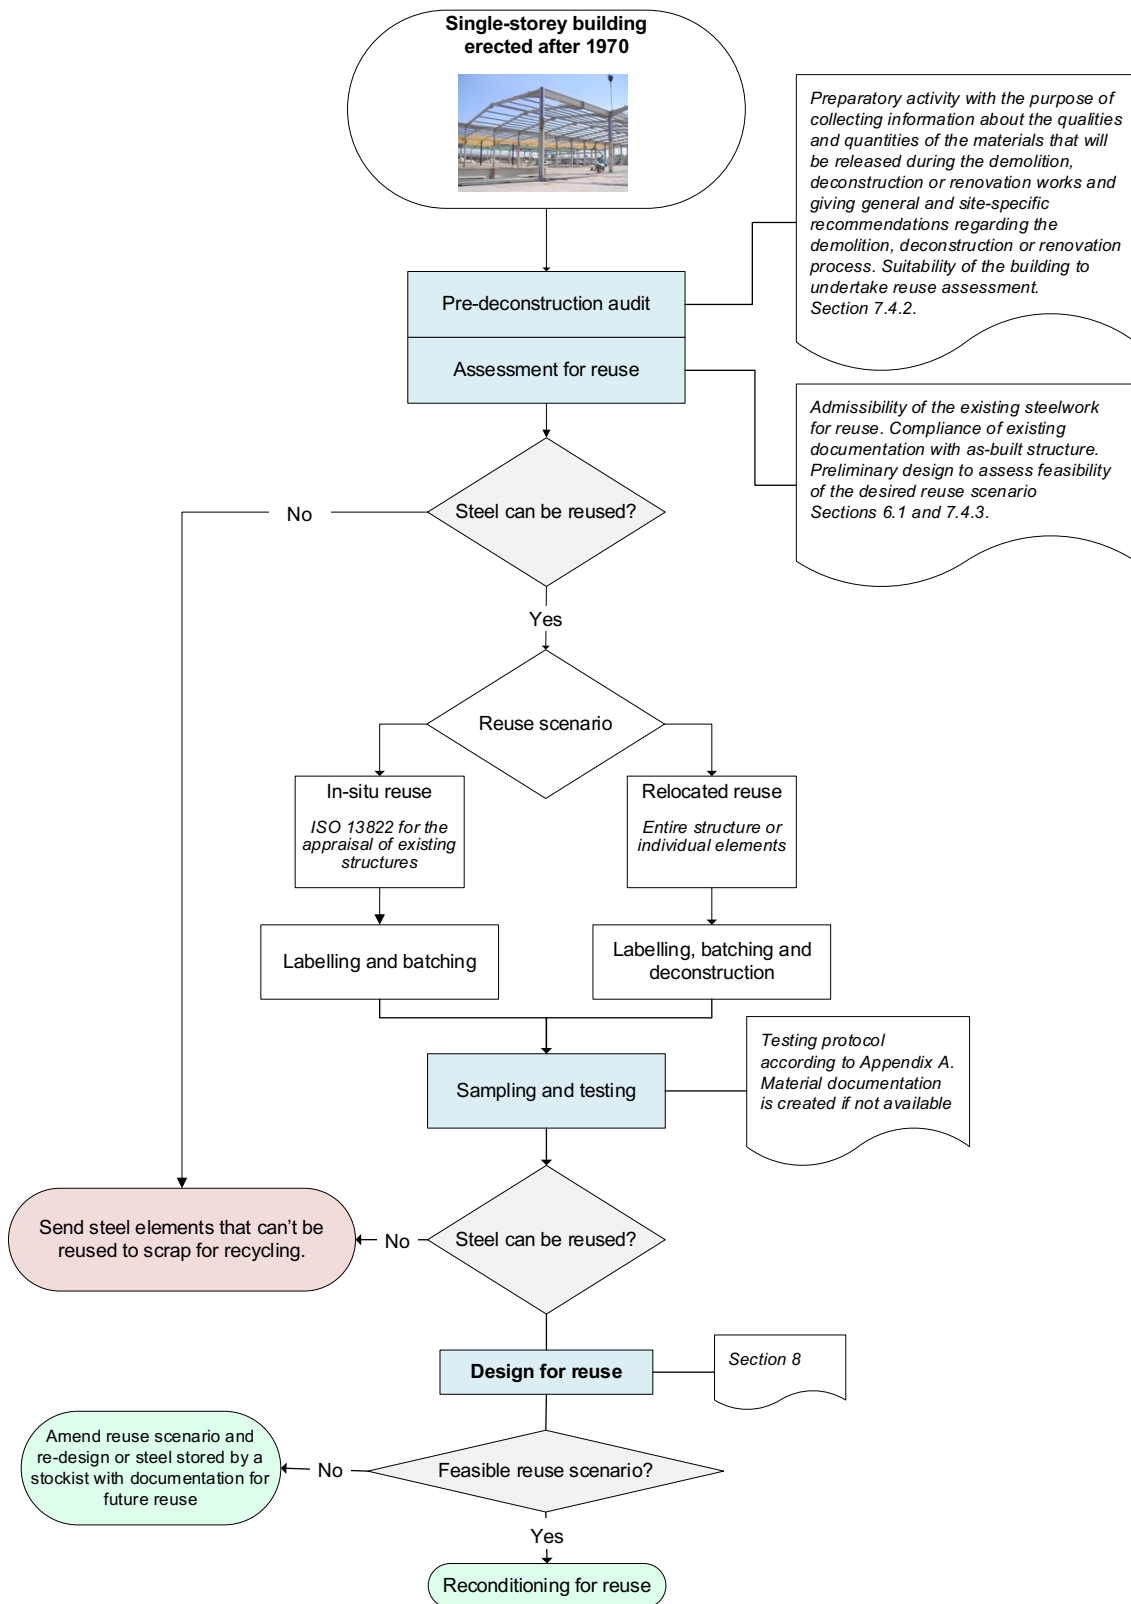 Single-storey building
erected after 1970
Preparatory activity with the purpose of
collecting information about the qualities
and quantities of the materials that will
be released during the demolition,
deconstruction or renovation works and
giving general and site-specific
recommendations regarding the
demolition, deconstruction or renovation
process. Suitability of the building to
undertake reuse assessment.
Section 7.4.2.
Pre-deconstruction audit
Assessment for reuse
Admissibility of the existing steelwork
for reuse. Compliance of existing
documentation with as-built structure.
Preliminary design to assess feasibility
of the desired reuse scenario
Sections 6.1 and 7.4.3.
No
Steel can be reused?
Yes
Reuse scenario
In-situ reuse
ISO 13822 for the
appraisal of existing
structures
Relocated reuse
Entire structure or
individual elements
Labelling and batching
Labelling, batching and
deconstruction
Testing protocol
according to Appendix A.
Material documentation
is created if not available
Sampling and testing
Send steel elements that can't be
reused to scrap for recycling.
No
Steel can be reused?
Design for reuse
Section 8
Amend reuse scenario and
re-design or steel stored by a
stockist with documentation for
future reuse
No
Feasible reuse scenario?
Yes
Reconditioning for reuse